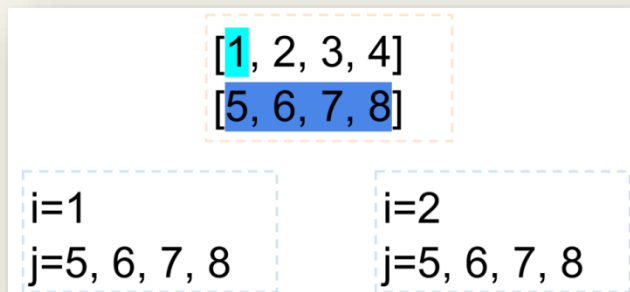 [1, 2, 3, 4]
[5, 6, 7, 8]
i=1
j=5, 6, 7, 8
i=2
j=5, 6, 7, 8